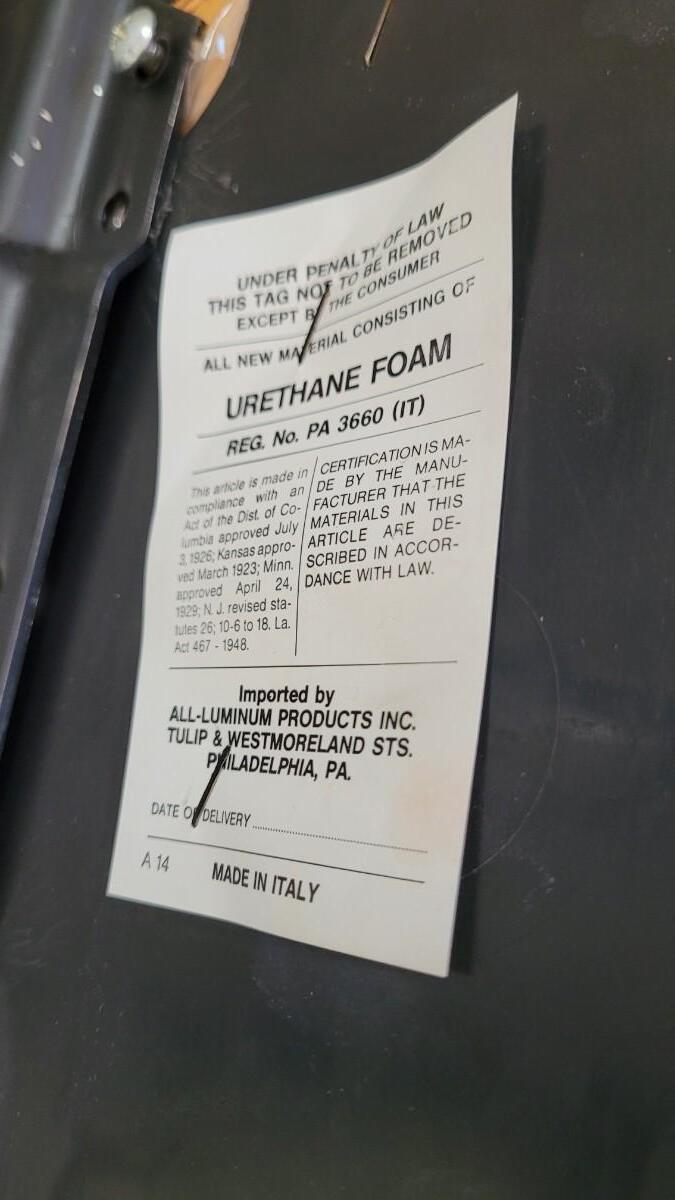 UNDER PENALTY OF LAW
THIS TAG NOT TO BE REMOVED
EXCEPT BY THE CONSUMER
ALL NEW MATERIAL CONSISTING OF
URETHANE FOAM
REG. No. PA 3660 (IT)
This article is made in
compliance with an
Act of the Dist. of Co-
lumbia approved July
3, 1926; Kansas appro-
ved March 1923; Minn.
approved April 24,
1929; N. J. revised sta-
tutes 26; 10-6 to 18. La.
Act 467 - 1948.
CERTIFICATION IS MA-
DE BY THE MANU-
FACTURER THAT THE
MATERIALS IN THIS
ARTICLE ARE DE-
SCRIBED IN ACCOR-
DANCE WITH LAW.
Imported by
ALL-LUMINUM PRODUCTS INC.
TULIP & WESTMORELAND STS.
PHILADELPHIA, PA.
DATE OF DELIVERY
A 14
MADE IN ITALY